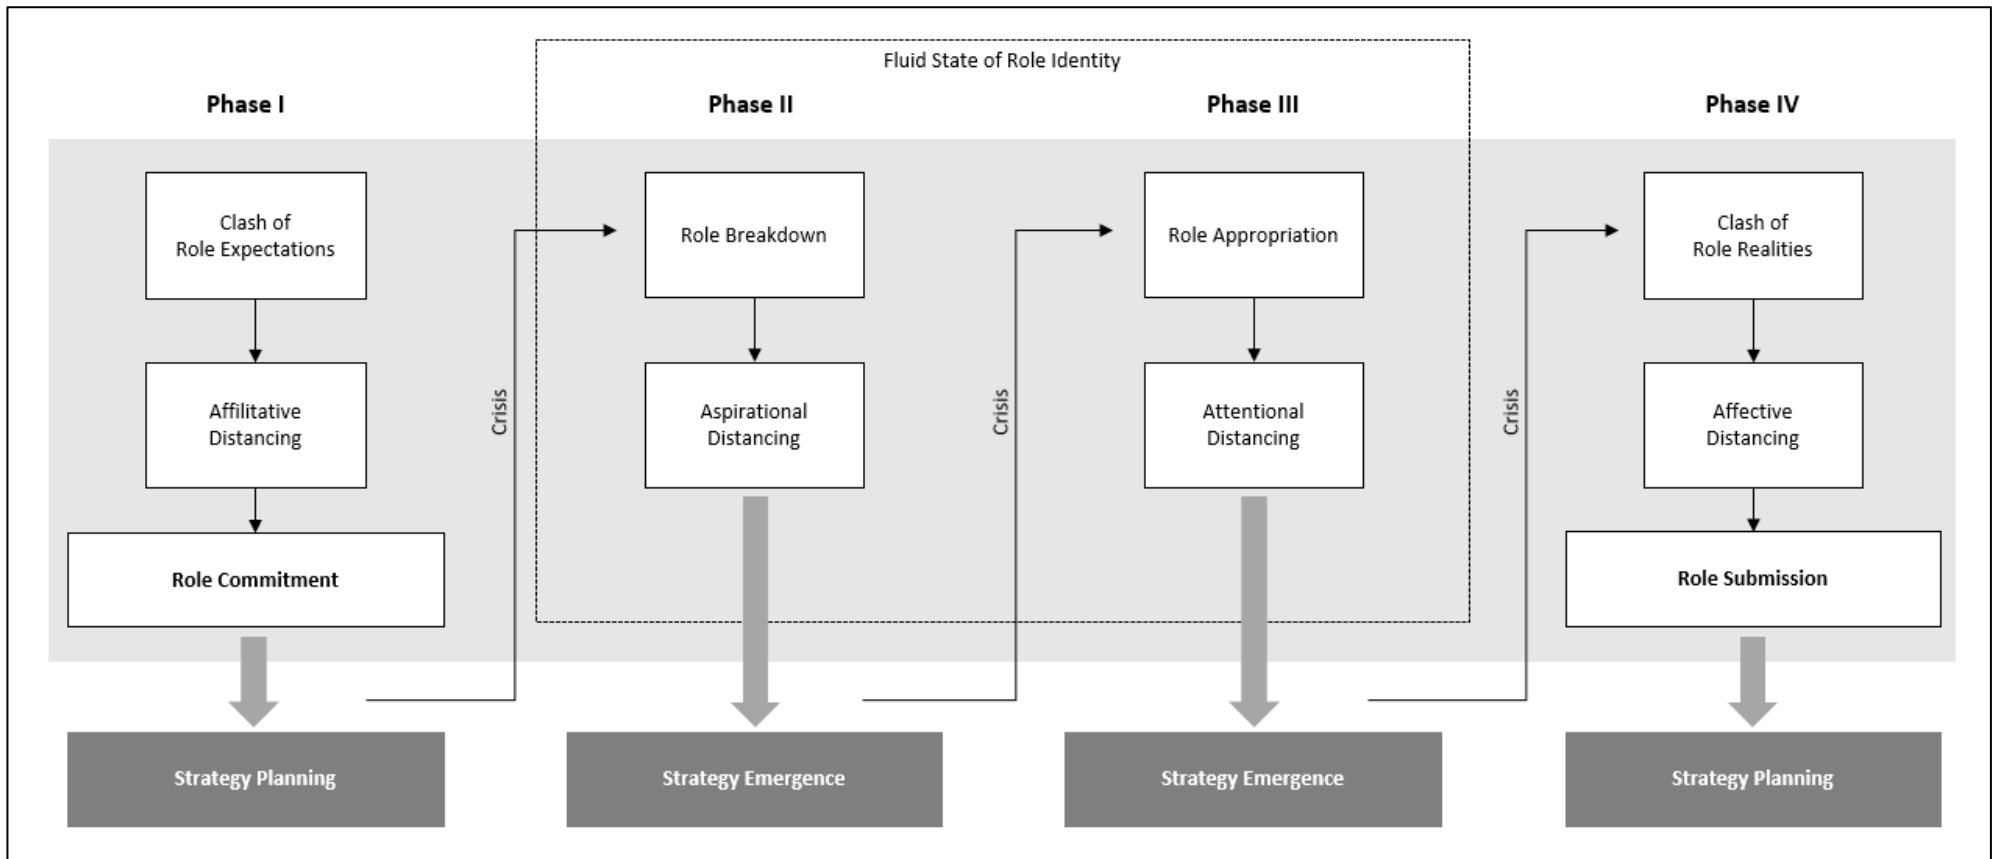 Fluid State of Role Identity
Phase I
Phase II
Phase III
Phase IV
Clash of
Role Expectations
Role Breakdown
Role Appropriation
Clash of
Role Realities
Crisis
Crisis
Crisis
Affilitative
Distancing
Aspirational
Distancing
Attentional
Distancing
Affective
Distancing
Role Commitment
Role Submission
Strategy Planning
Strategy Emergence
Strategy Emergence
Strategy Planning